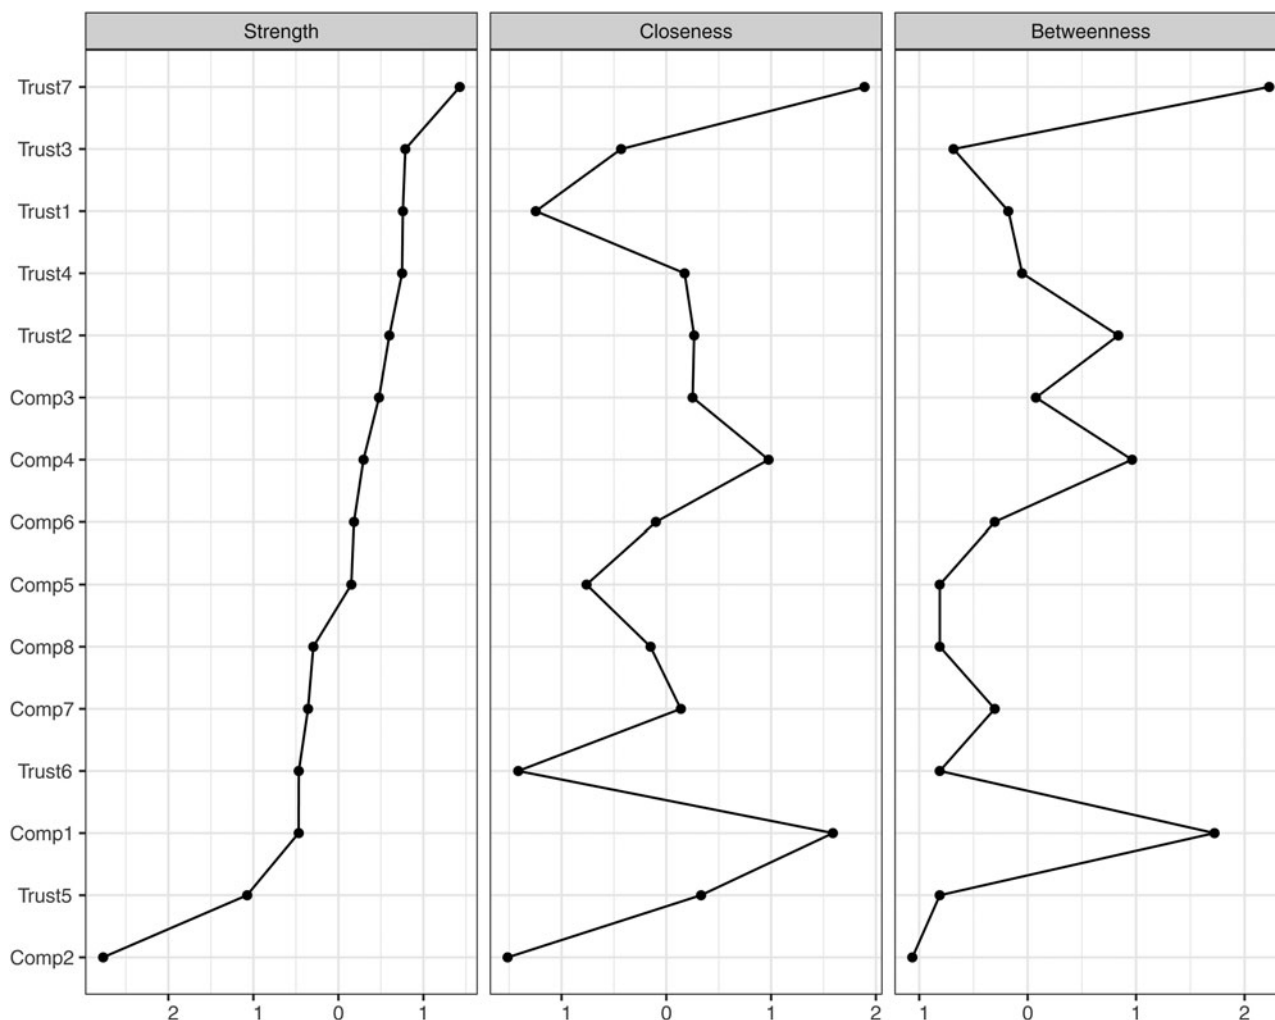 Strength Closeness Betweenness
Trust7
Trust3
Trust1
Trust4
Trust2
Comp3
Comp4
Comp6
Comp5
Comp8
Comp7
Trust6
Comp1
Trust5
Comp2
2 1 0 1 1 0 1 2 1 0 1 2